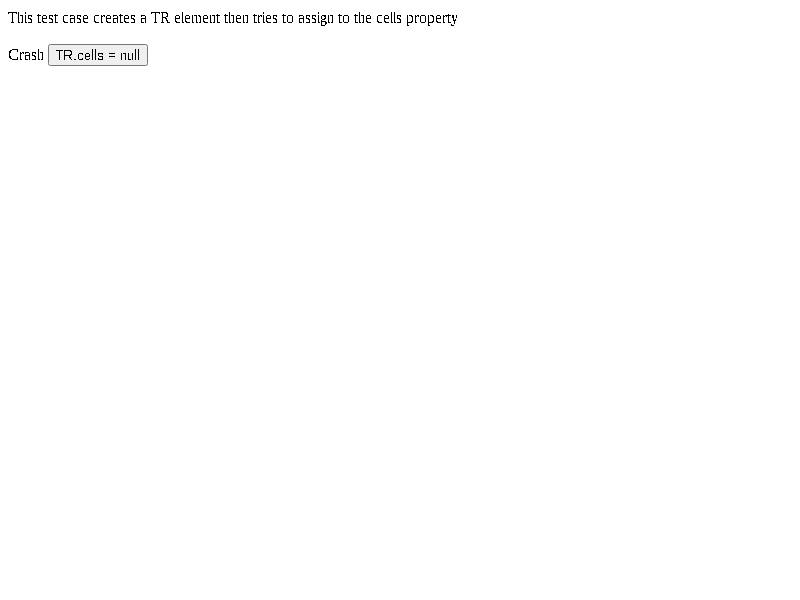 This test case creates a TR element then tries to assign to the cells property
Crash TR.cells = null